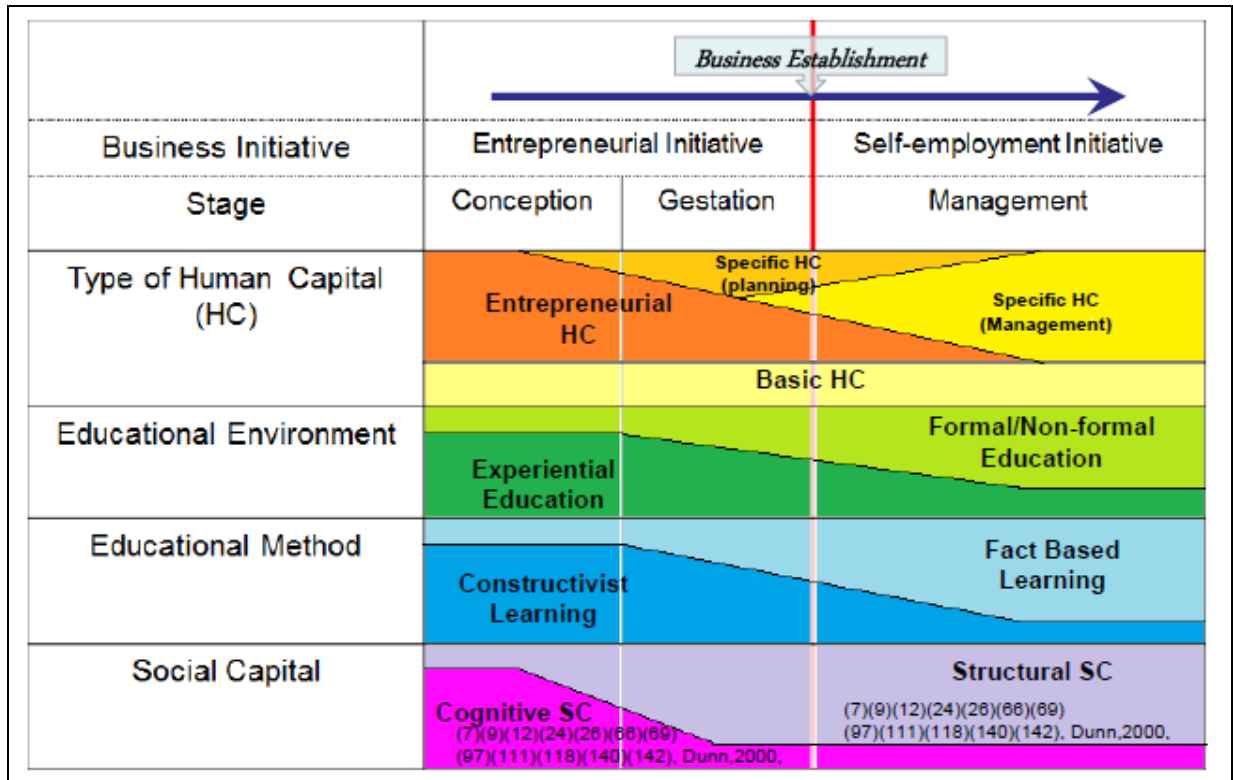 Business Establishment
Business Initiative
Entrepreneurial Initiative
Self-employment Initiative
Stage
Conception
Gestation
Management
Type of Human Capital
(HC)
Entrepreneurial
HC
Specific HC
(planning)
Specific HC
(Management)
Basic HC
Educational Environment
Experiential
Education
Formal/Non-formal
Education
Educational Method
Constructivist
Learning
Fact Based
Learning
Social Capital
Cognitive SC
(7)(9)(12)(24)(26)(66)(69)
(97)(111)(118)(140)(142), Dunn,2000,
Structural SC
(7)(9)(12)(24)(26)(66)(69)
(97)(111)(118)(140)(142), Dunn,2000,